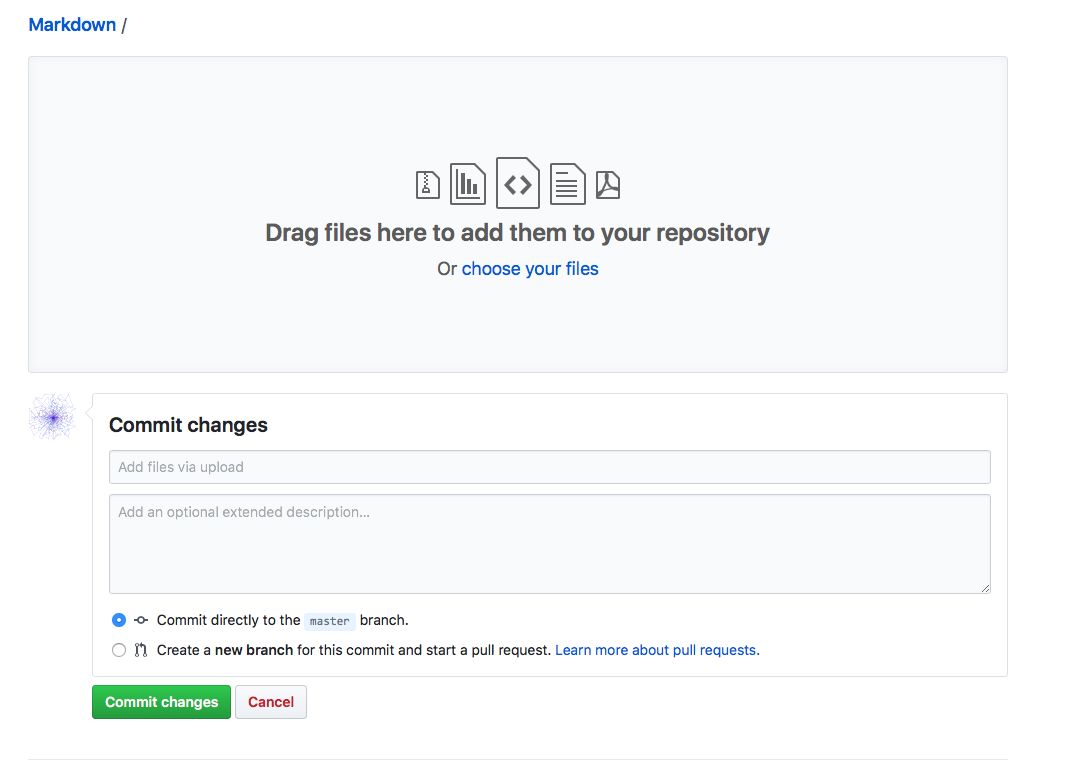 Markdown /
Drag files here to add them to your repository
Or choose your files
Commit changes
Add files via upload
Add an optional extended description…
Commit directly to the master branch.
Create a new branch for this commit and start a pull request. Learn more about pull requests.
Commit changes Cancel